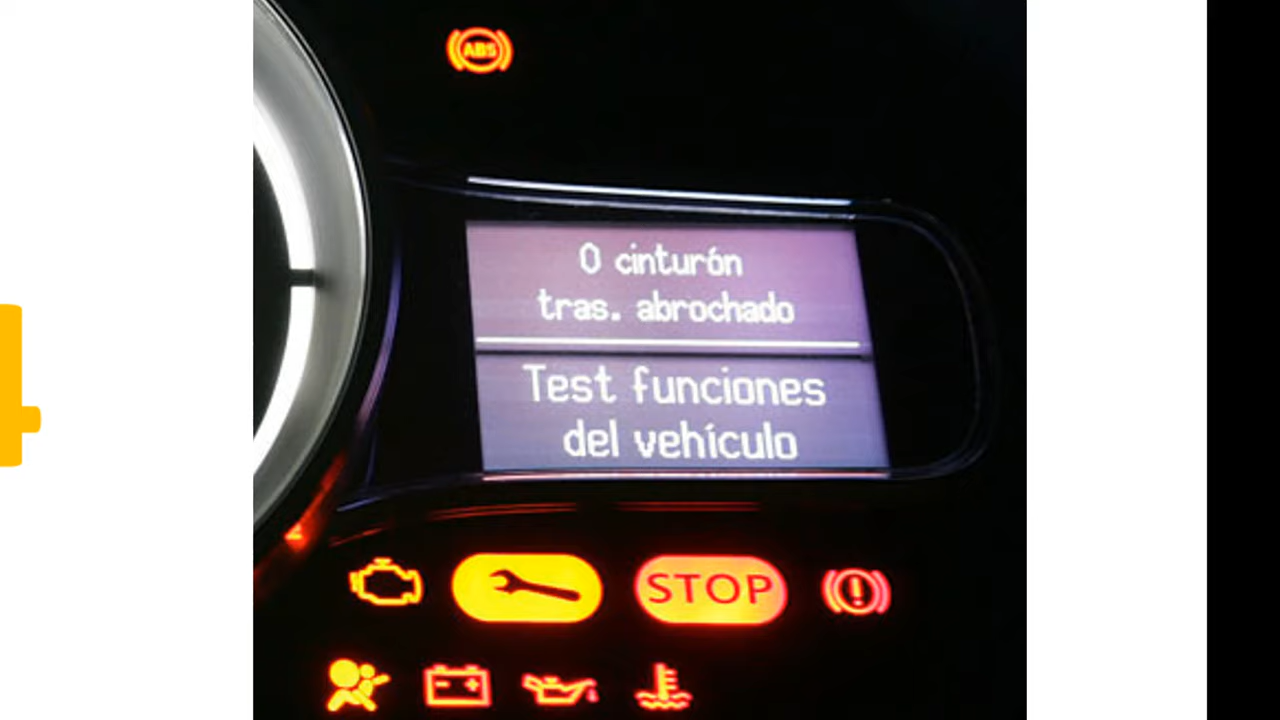 ABS
0 cinturón
tras. abrochado
Test funciones
del vehículo
STOP